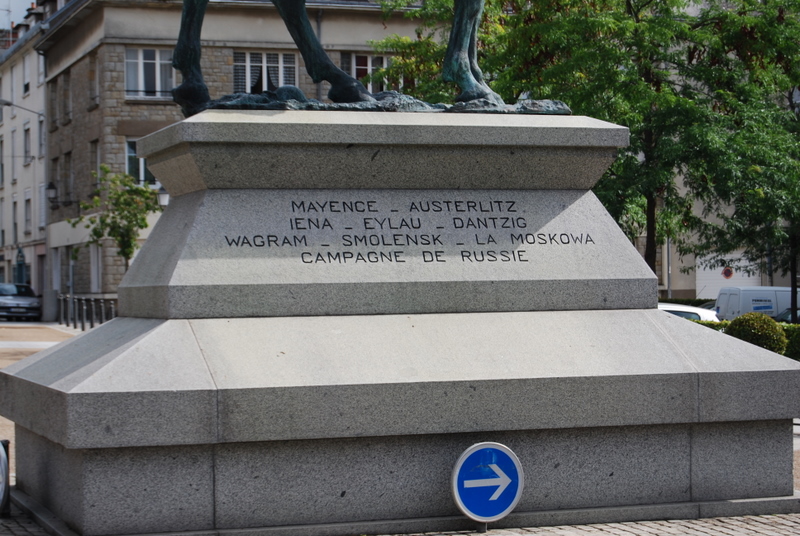 MAYENCE _ AUSTERLITZ
IENA _ EYLAU _ DANTZIG
WAGRAM _ SMOLENSK _ LA MOSKOWA
CAMPAGNE DE RUSSIE